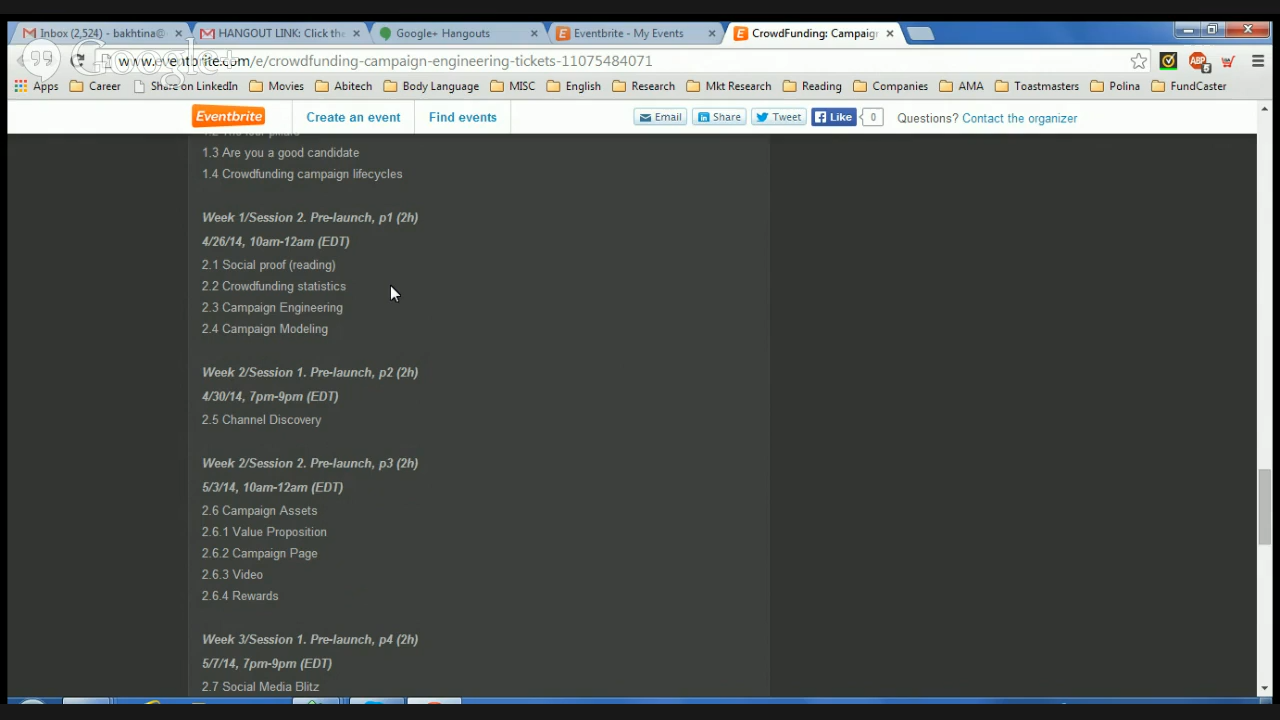 Inbox (2,524) - bakhtina@
HANGOUT LINK: Click the
Google+ Hangouts
Eventbrite - My Events
CrowdFunding: Campaign
Google+
www.eventbrite.com/e/crowdfunding-campaign-engineering-tickets-11075484071
ABP
5
Apps
Career
Share on LinkedIn
Movies
Abitech
Body Language
MISC
English
Research
Mkt Research
Reading
Companies
AMA
Toastmasters
Polina
FundCaster
Eventbrite
Create an event
Find events
Email
Share
Tweet
Like
0
Questions? Contact the organizer
1.2 The four pillars
1.3 Are you a good candidate
1.4 Crowdfunding campaign lifecycles
Week 1/Session 2. Pre-launch, p1 (2h)
4/26/14, 10am-12am (EDT)
2.1 Social proof (reading)
2.2 Crowdfunding statistics
2.3 Campaign Engineering
2.4 Campaign Modeling
Week 2/Session 1. Pre-launch, p2 (2h)
4/30/14, 7pm-9pm (EDT)
2.5 Channel Discovery
Week 2/Session 2. Pre-launch, p3 (2h)
5/3/14, 10am-12am (EDT)
2.6 Campaign Assets
2.6.1 Value Proposition
2.6.2 Campaign Page
2.6.3 Video
2.6.4 Rewards
Week 3/Session 1. Pre-launch, p4 (2h)
5/7/14, 7pm-9pm (EDT)
2.7 Social Media Blitz